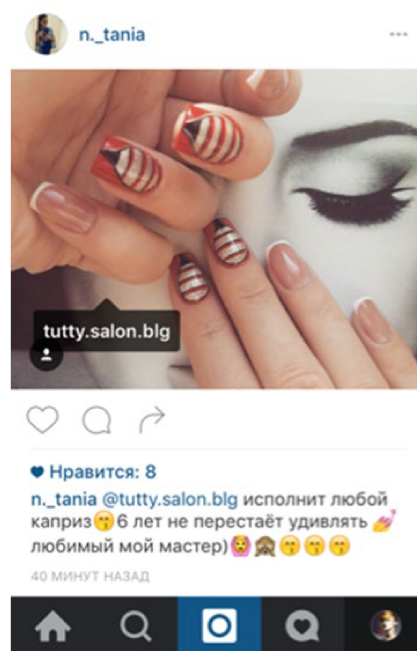 n._tania
tutty.salon.blg
Нравится: 8
n._tania @tutty.salon.blg исполнит любой
каприз😙6 лет не перестаёт удивлять 💅
любимый мой мастер)🙆🙈😙😙😙
40 МИНУТ НАЗАД